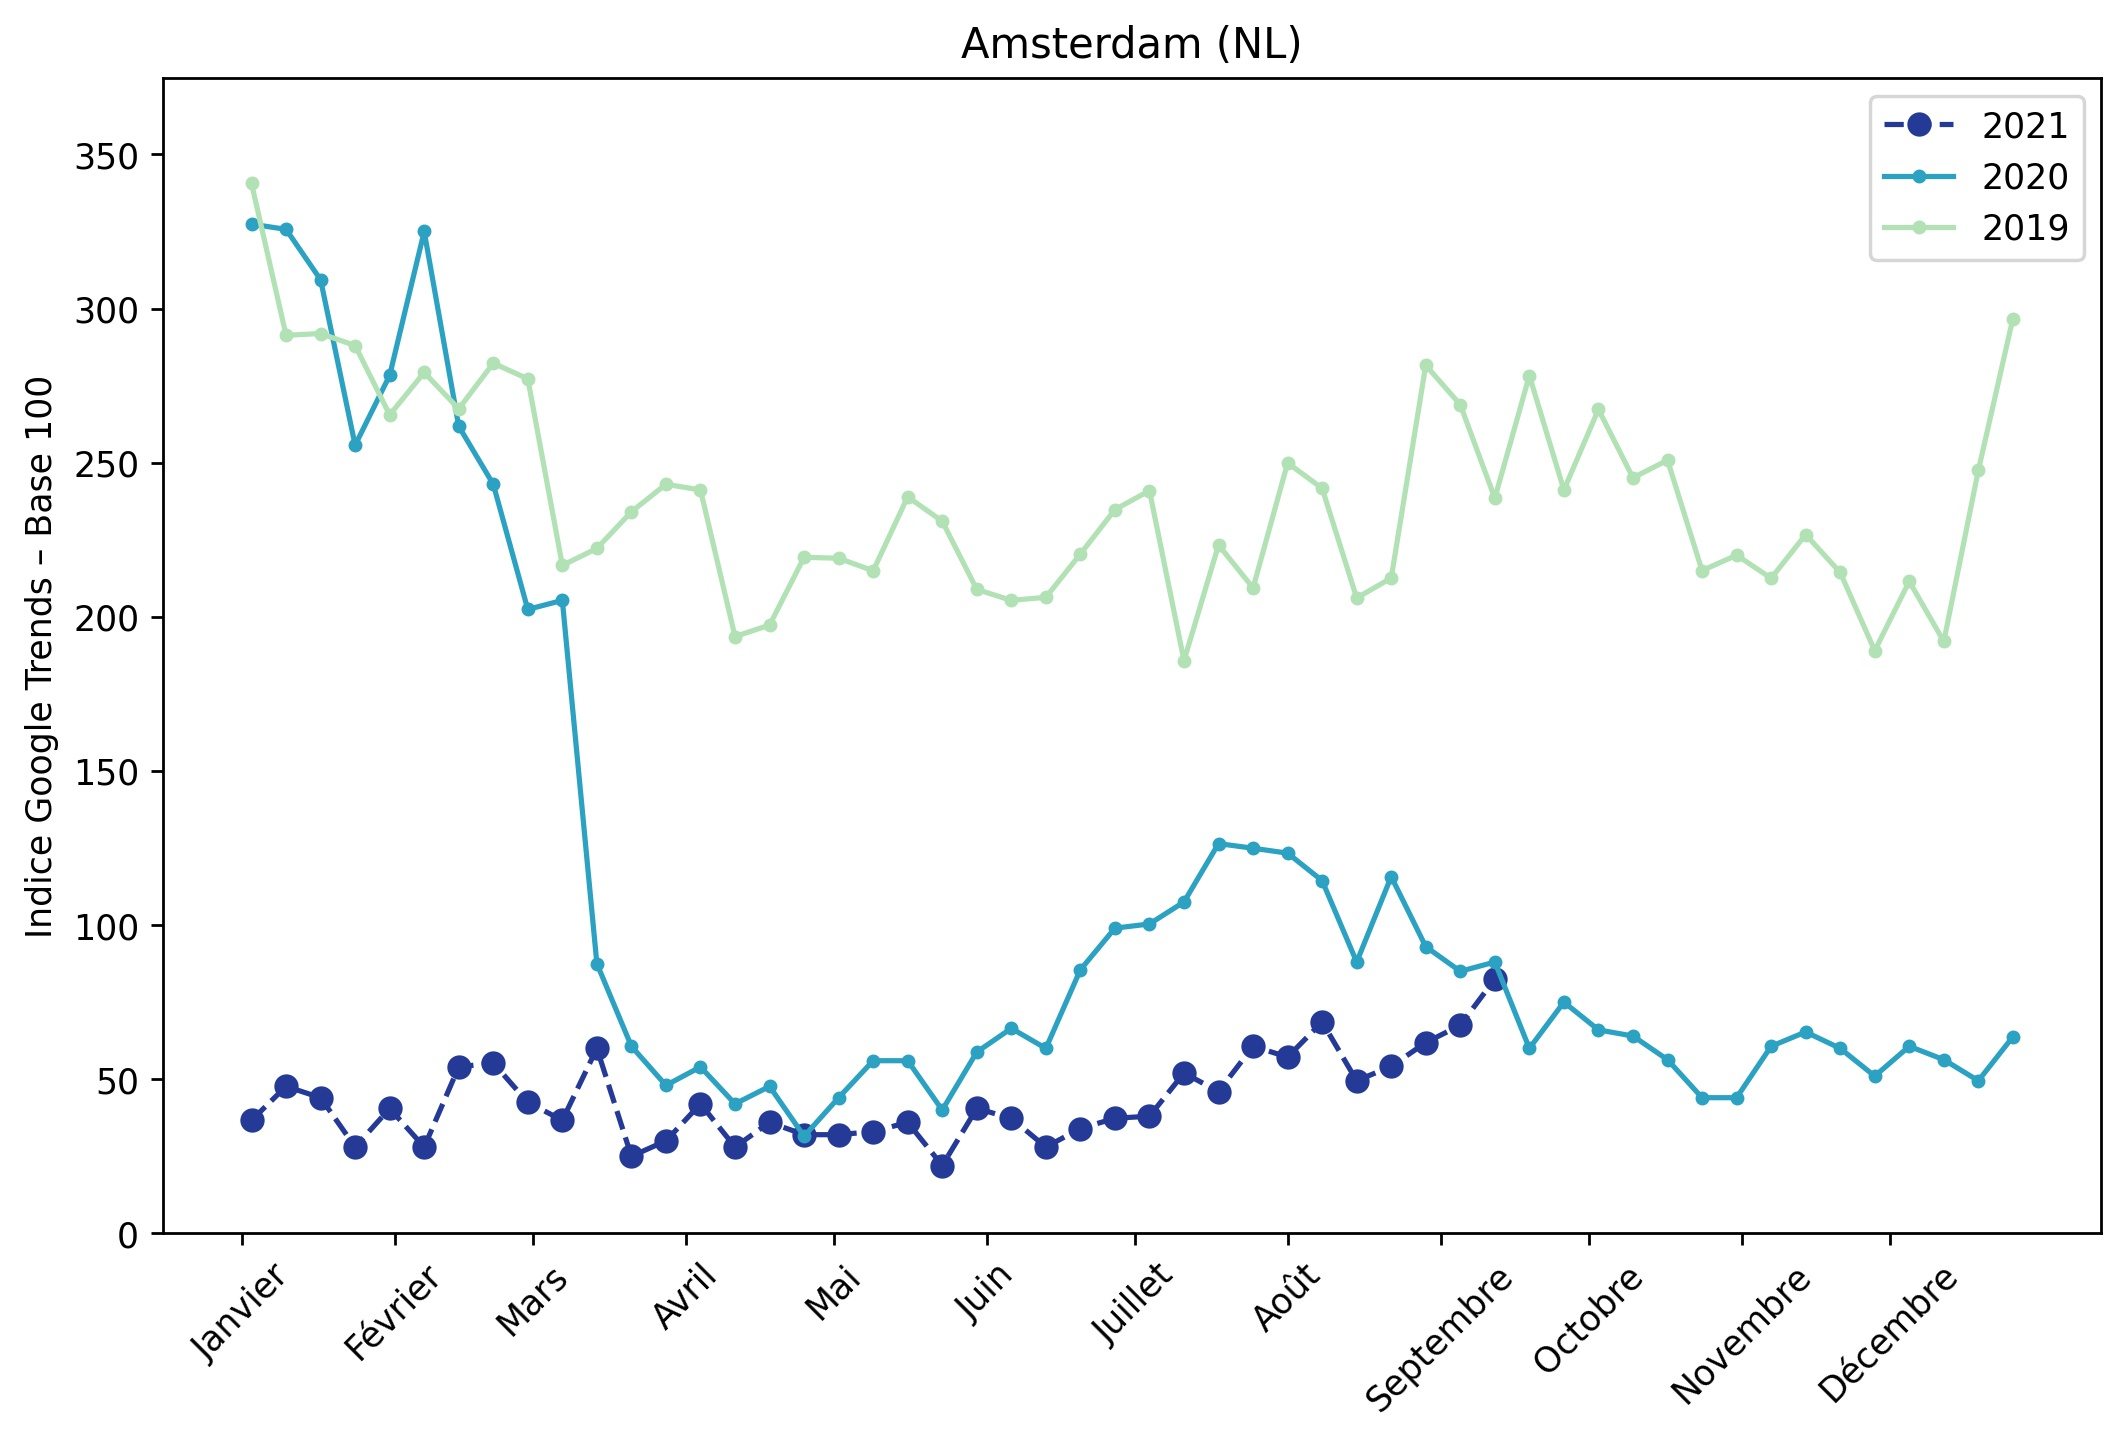 Amsterdam (NL)
Indice Google Trends – Base 100
350
300
250
200
150
100
50
0
2021
2020
2019
Janvier
Février
Mars
Avril
Mai
Juin
Juillet
Août
Septembre
Octobre
Novembre
Décembre